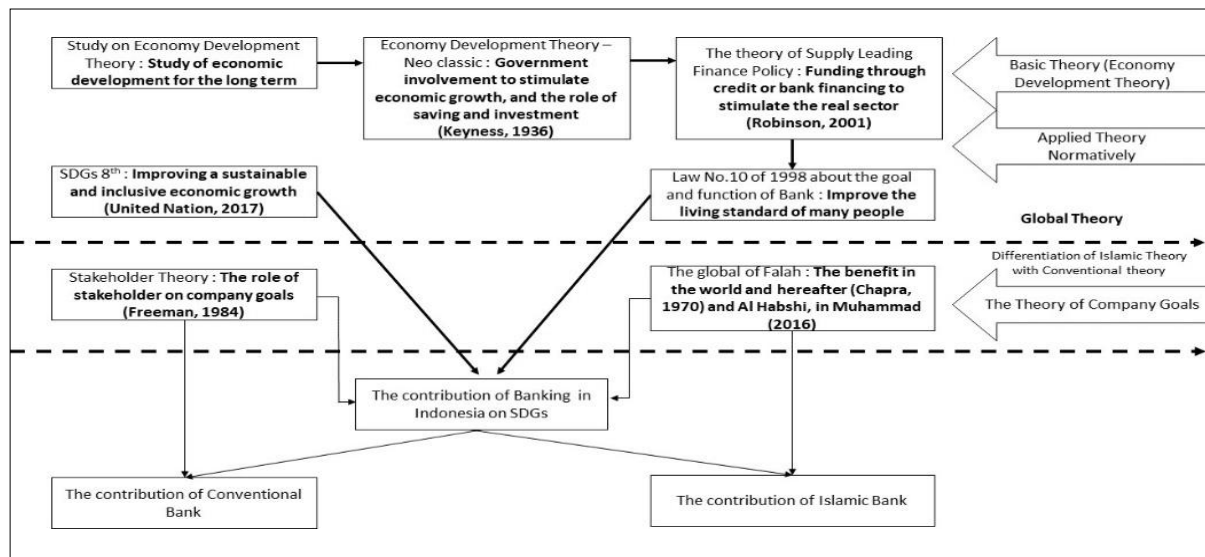 Study on Economy Development
Theory : Study of economic
development for the long term
Economy Development Theory –
Neo classic : Government
involvement to stimulate
economic growth, and the role of
saving and investment
(Keyness, 1936)
The theory of Supply Leading
Finance Policy : Funding through
credit or bank financing to
stimulate the real sector
(Robinson, 2001)
Basic Theory (Economy
Development Theory)
Applied Theory
Normatively
SDGs 8th : Improving a sustainable
and inclusive economic growth
(United Nation, 2017)
Law No.10 of 1998 about the goal
and function of Bank : Improve the
living standard of many people
Global Theory
Differentiation of Islamic Theory
with Conventional theory
Stakeholder Theory : The role of
stakeholder on company goals
(Freeman, 1984)
The global of Falah : The benefit in
the world and hereafter (Chapra,
1970) and Al Habshi, in Muhammad
(2016)
The Theory of Company Goals
The contribution of Banking in
Indonesia on SDGs
The contribution of Conventional
Bank
The contribution of Islamic Bank